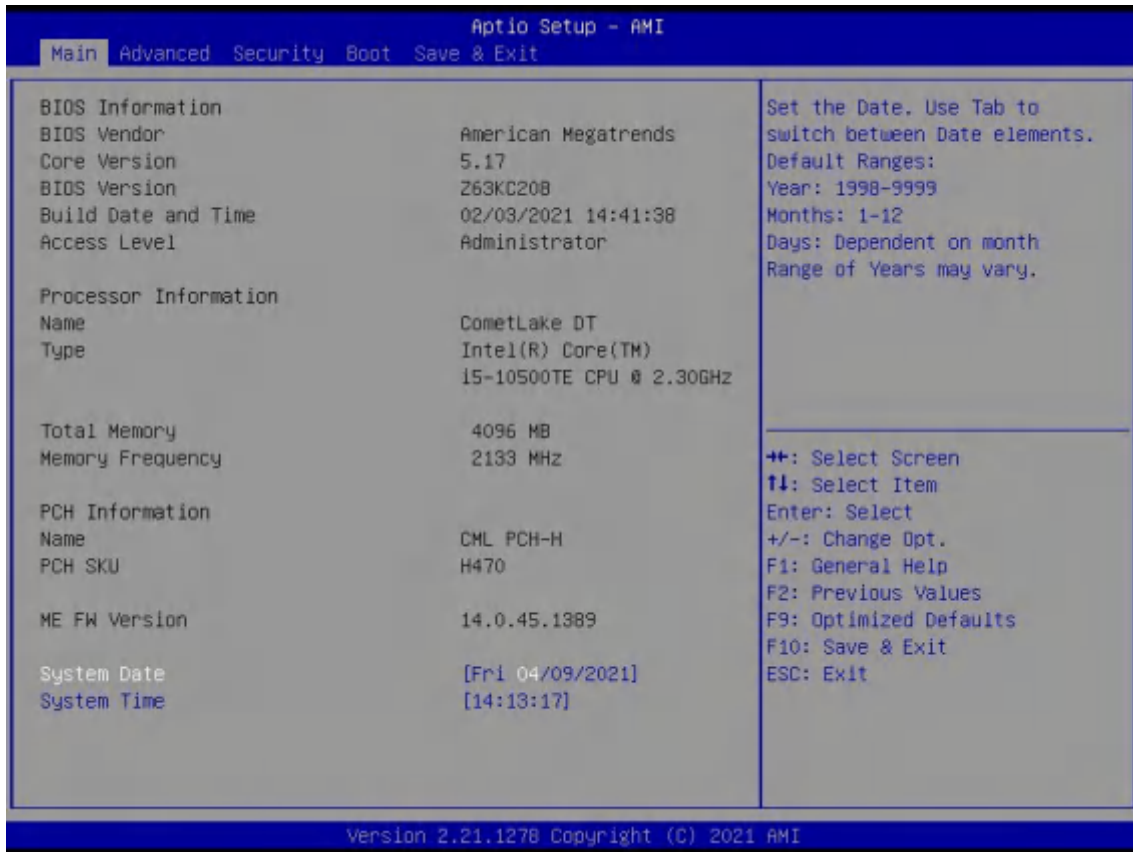 Aptio Setup - AMI
Main Advanced Security Boot Save & Exit
BIOS Information
BIOS Vendor American Megatrends
Core Version 5.17
BIOS Version Z63KC208
Build Date and Time 02/03/2021 14:41:38
Access Level Administrator
Processor Information
Name CometLake DT
Type Intel(R) Core(TM)
i5-10500TE CPU @ 2.30GHz
Total Memory 4096 MB
Memory Frequency 2133 MHz
PCH Information
Name CML PCH-H
PCH SKU H470
ME FW Version 14.0.45.1389
System Date [Fri 04/09/2021]
System Time [14:13:17]
Set the Date. Use Tab to
switch between Date elements.
Default Ranges:
Year: 1998-9999
Months: 1-12
Days: Dependent on month
Range of Years may vary.
→←: Select Screen
↑↓: Select Item
Enter: Select
+/-: Change Opt.
F1: General Help
F2: Previous Values
F9: Optimized Defaults
F10: Save & Exit
ESC: Exit
Version 2.21.1278 Copyright (C) 2021 AMI